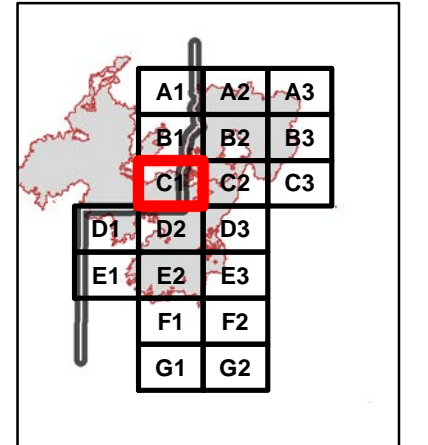 A1 A2 A3
B1 B2 B3
C1 C2 C3
D1 D2 D3
E1 E2 E3
F1 F2
G1 G2